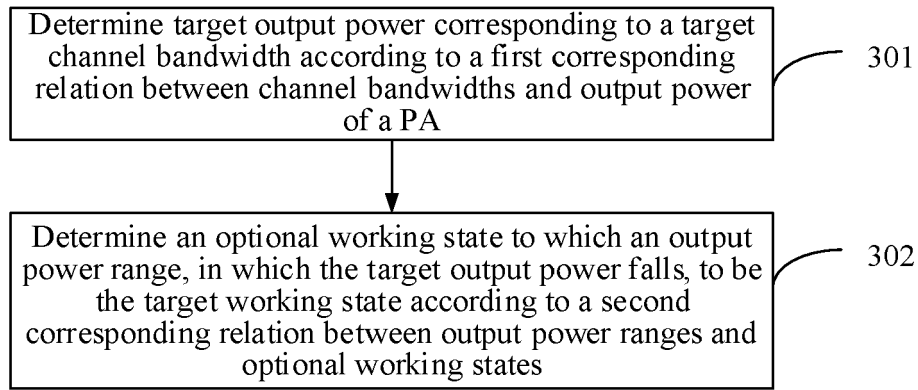 Determine target output power corresponding to a target
channel bandwidth according to a first corresponding
relation between channel bandwidths and output power
of a PA
301
Determine an optional working state to which an output
power range, in which the target output power falls, to be
the target working state according to a second
corresponding relation between output power ranges and
optional working states
302